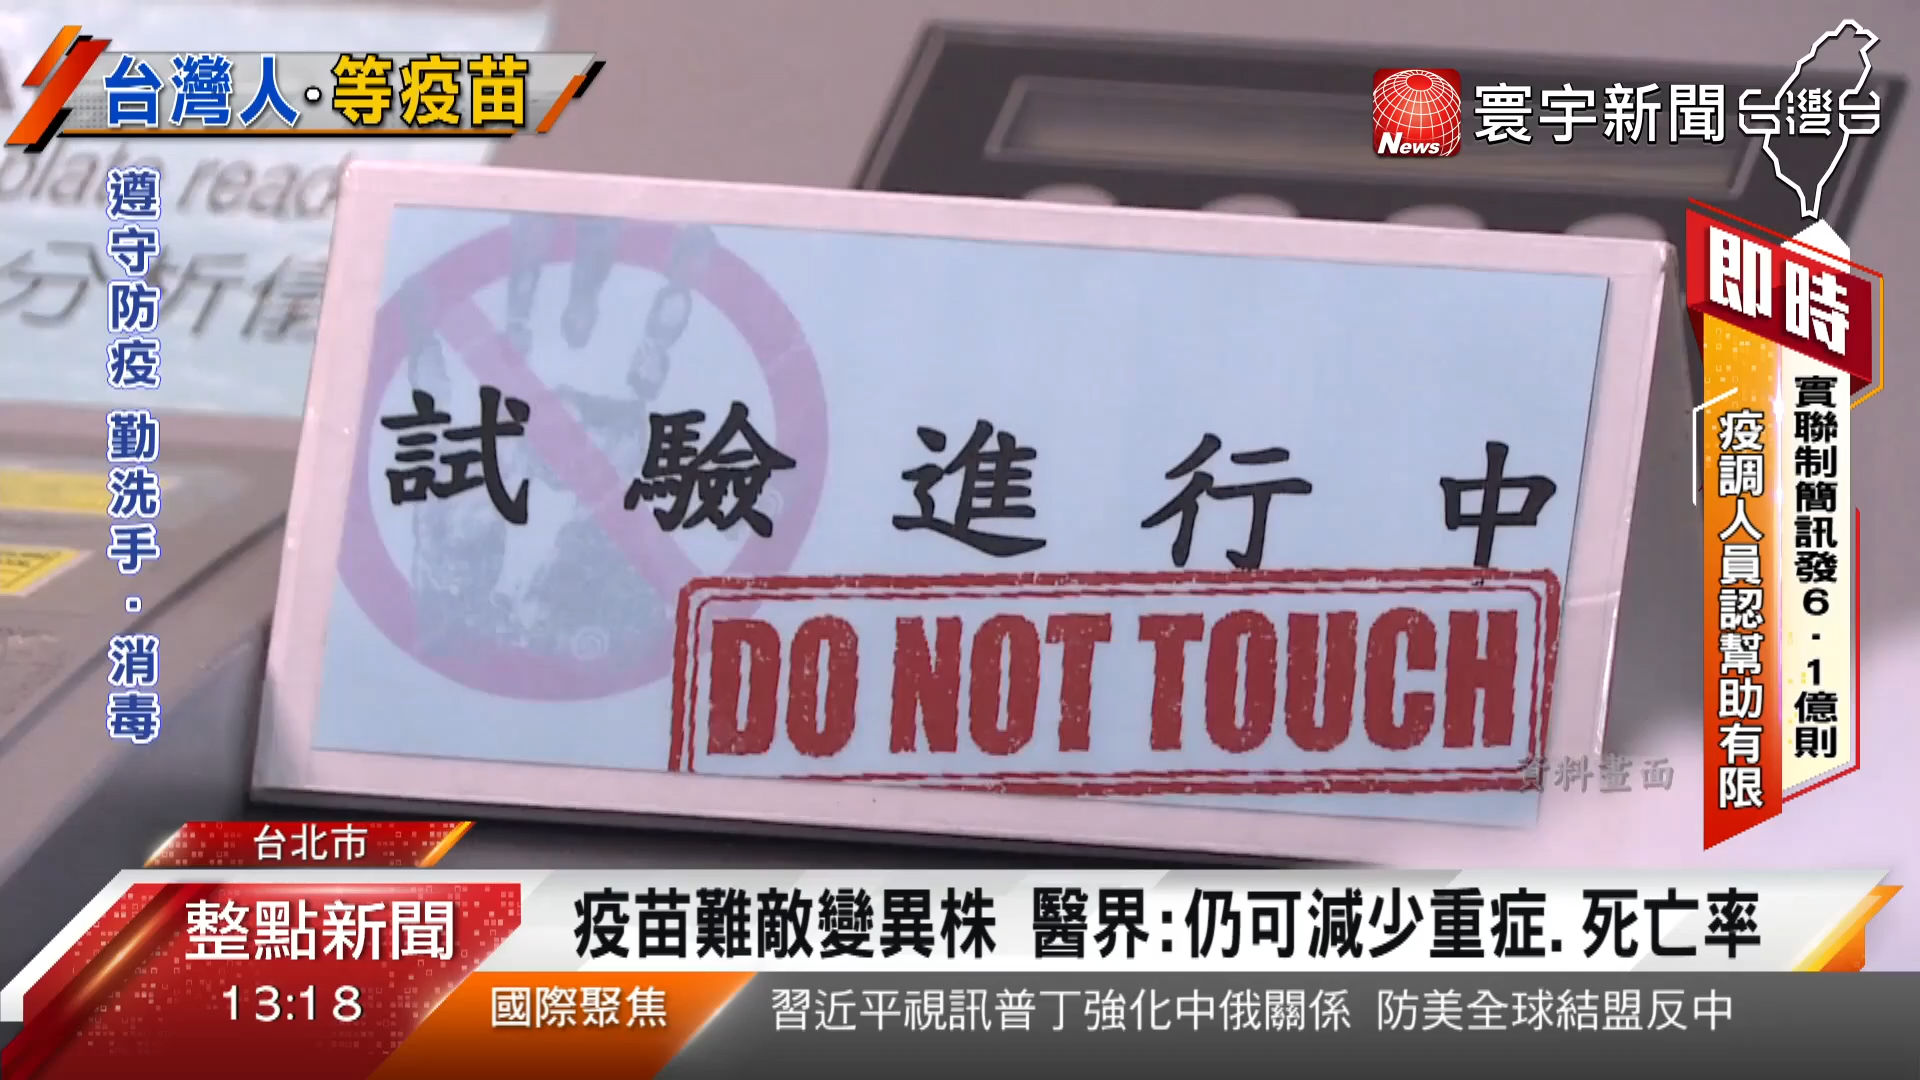 台灣人·等疫苗
寰宇新聞
台灣台
News
遵守防疫 勤洗手·消毒
即時
實聯制簡訊發6.1億則
疫調人員認幫助有限
試驗進行中
DO NOT TOUCH
資料畫面
台北市
整點新聞
疫苗難敵變異株 醫界:仍可減少重症.死亡率
13:18
國際聚焦
習近平視訊普丁強化中俄關係 防美全球結盟反中